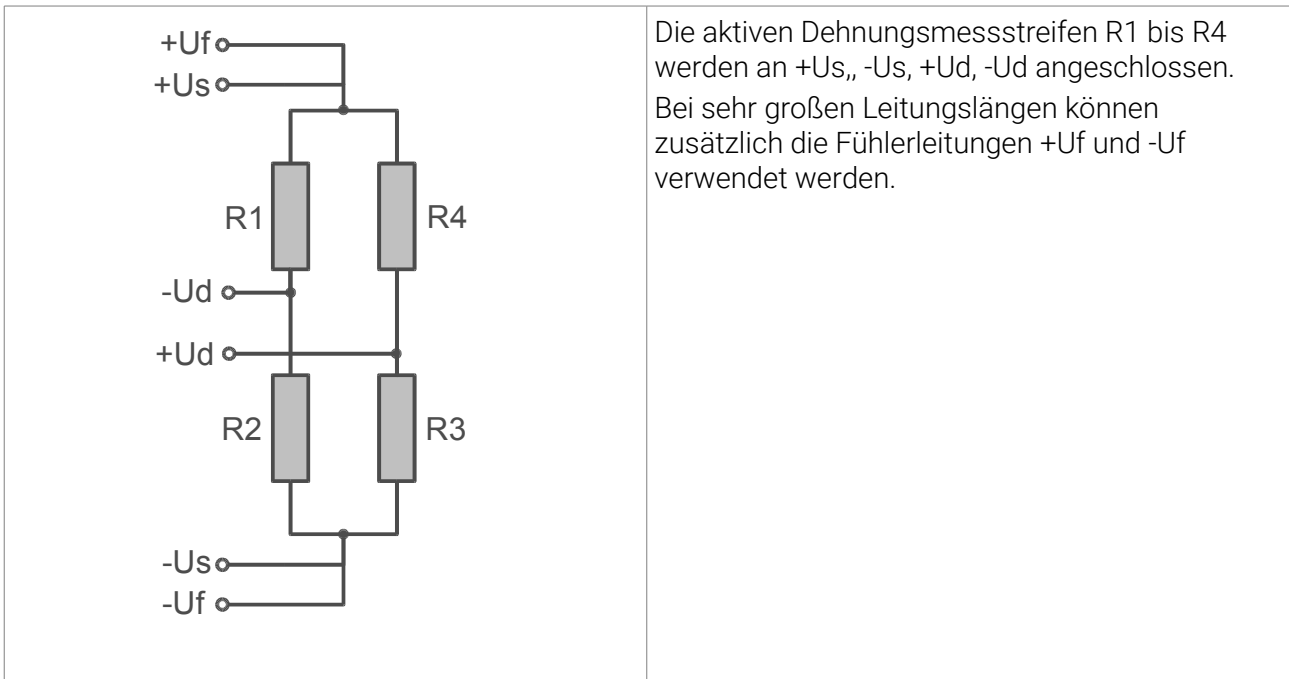 +Uf
+Us
R1
R4
-Ud
+Ud
R2
R3
-Us
-Uf
Die aktiven Dehnungsmessstreifen R1 bis R4
werden an +Us,, -Us, +Ud, -Ud angeschlossen.
Bei sehr großen Leitungslängen können
zusätzlich die Fühlerleitungen +Uf und -Uf
verwendet werden.